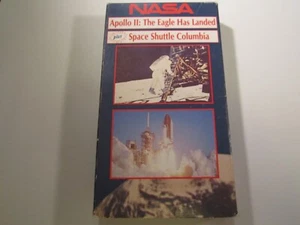 NASA
Apollo II: The Eagle Has Landed
plus Space Shuttle Columbia